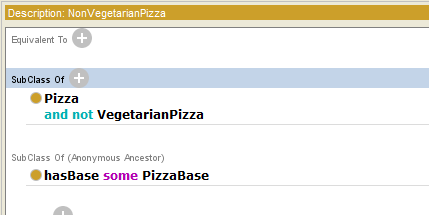 Description: NonVegetarianPizza
Equivalent To
SubClass Of
Pizza
and not VegetarianPizza
SubClass Of (Anonymous Ancestor)
hasBase some PizzaBase